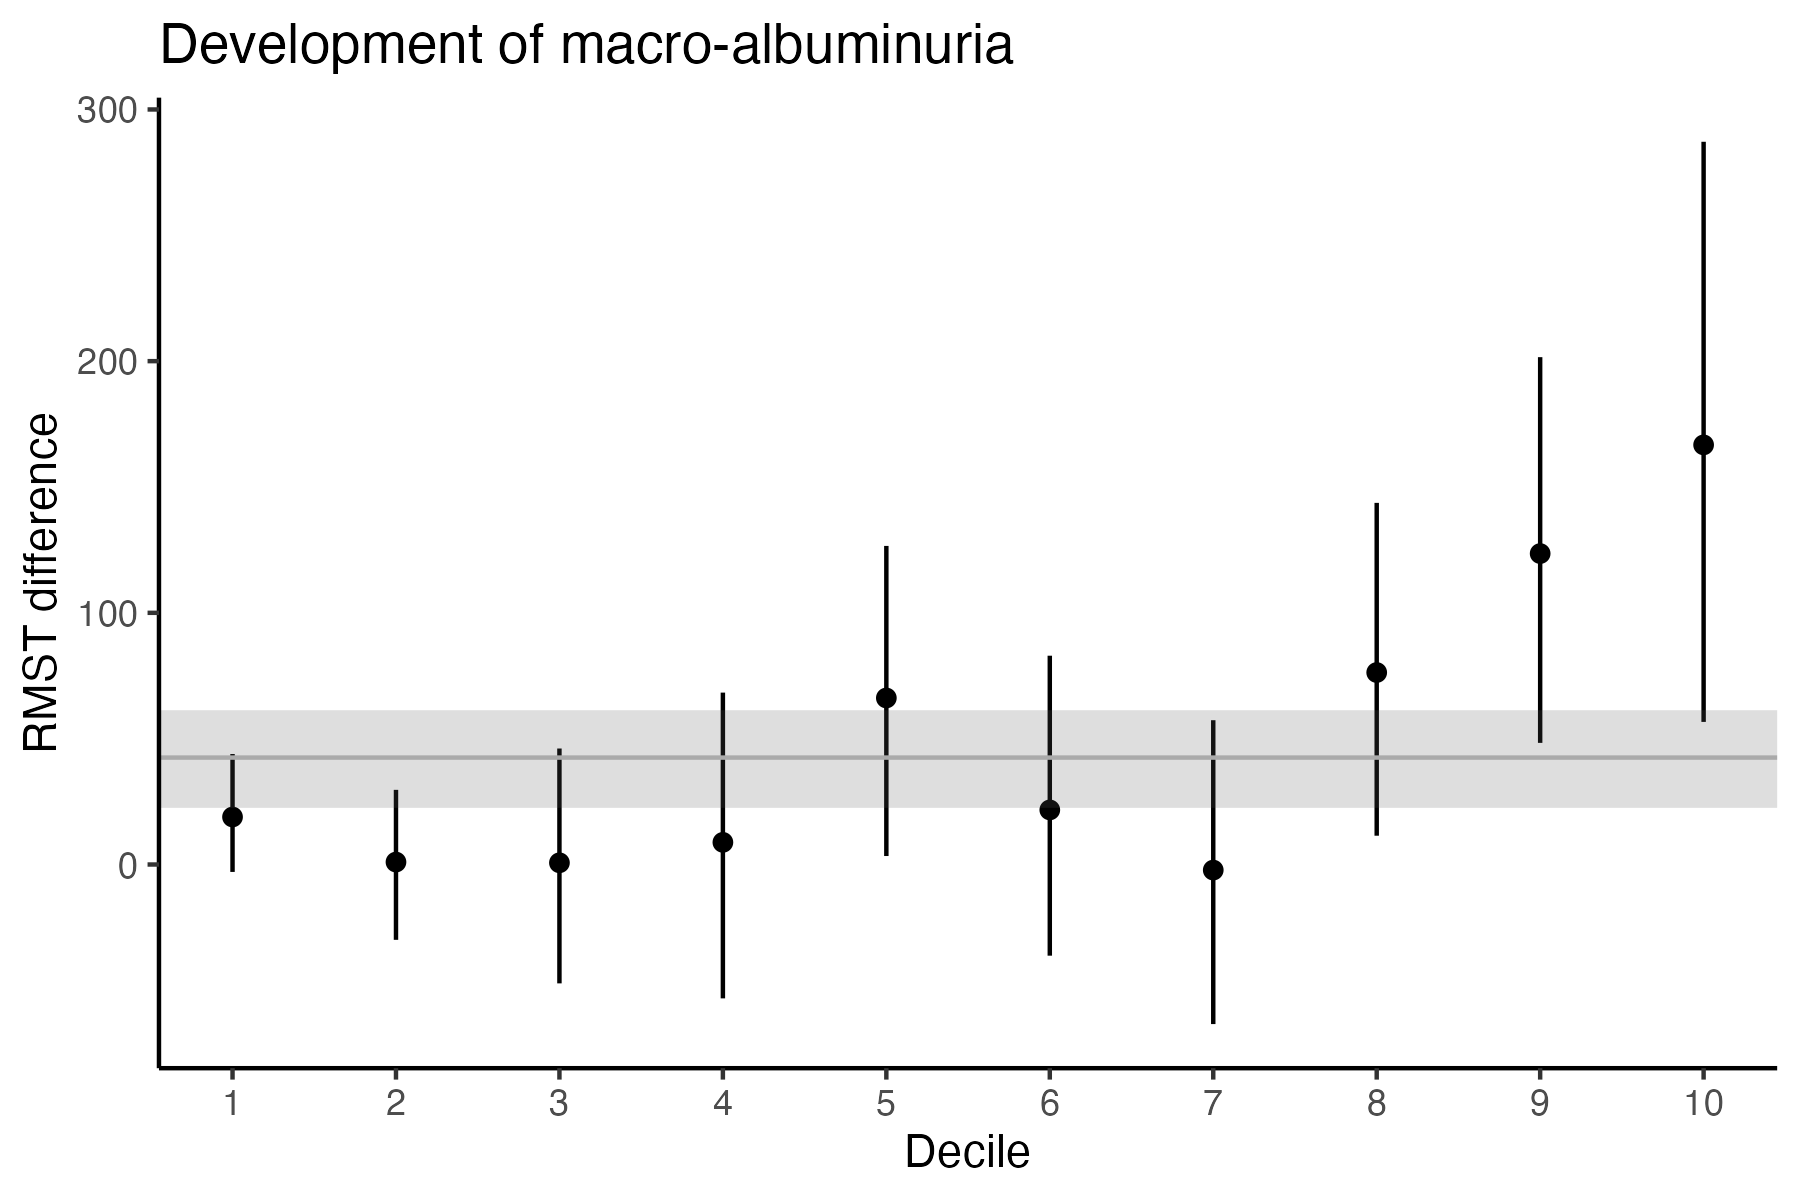 Development of macro-albuminuria
300
200
100
0
RMST difference
1 2 3 4 5 6 7 8 9 10
Decile